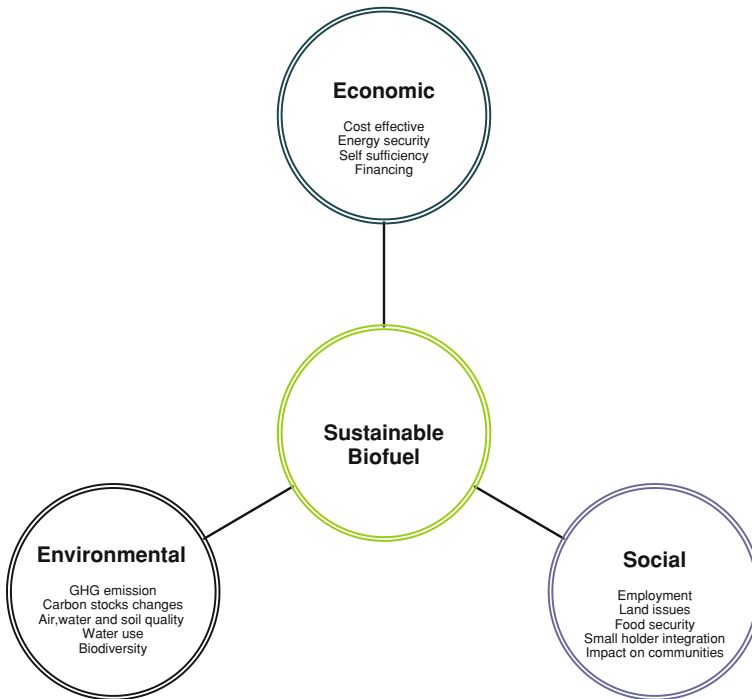 Economic
Cost effective
Energy security
Self sufficiency
Financing
Sustainable
Biofuel
Environmental
GHG emission
Carbon stocks changes
Air,water and soil quality
Water use
Biodiversity
Social
Employment
Land issues
Food security
Small holder integration
Impact on communities